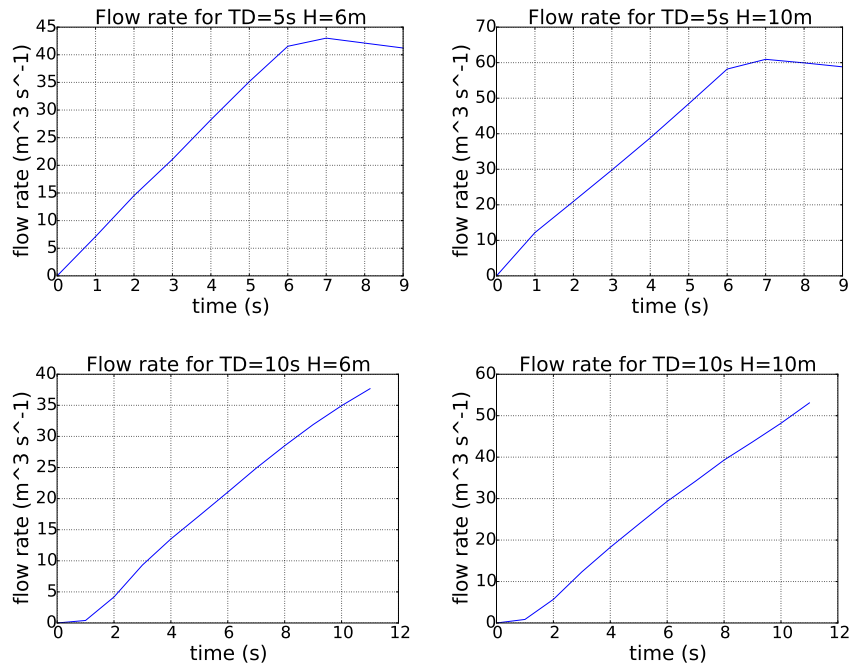 Flow rate for TD=5s H=6m
45
40
35
30
25
20
15
10
5
0
flow rate (m^3 s^-1)
0 1 2 3 4 5 6 7 8 9
time (s)
Flow rate for TD=5s H=10m
70
60
50
40
30
20
10
0
flow rate (m^3 s^-1)
0 1 2 3 4 5 6 7 8 9
time (s)
Flow rate for TD=10s H=6m
40
35
30
25
20
15
10
5
0
flow rate (m^3 s^-1)
0 2 4 6 8 10 12
time (s)
Flow rate for TD=10s H=10m
60
50
40
30
20
10
0
flow rate (m^3 s^-1)
0 2 4 6 8 10 12
time (s)